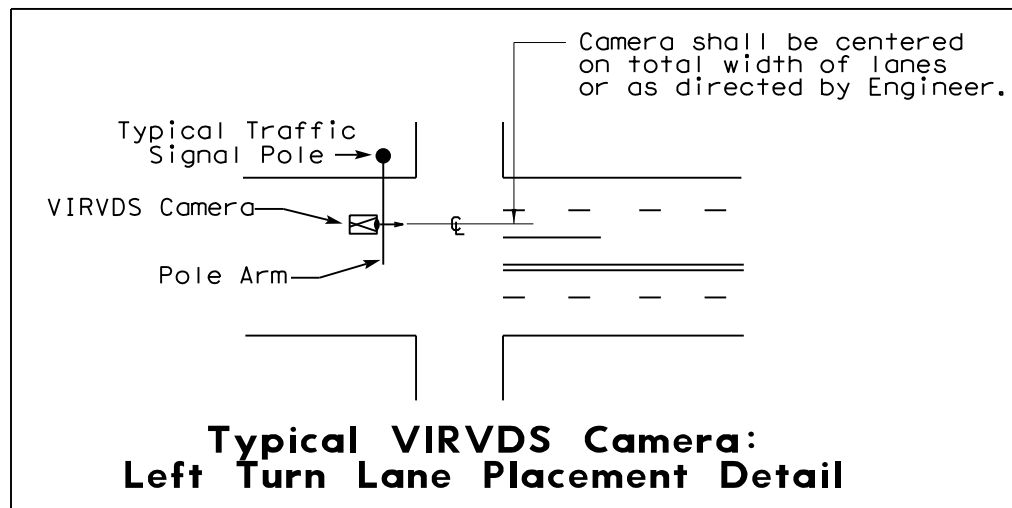 Camera shall be centered
on total width of lanes
or as directed by Engineer.
Typical Traffic
Signal Pole
VIRVDS Camera
℄
Pole Arm
Typical VIRVDS Camera:
Left Turn Lane Placement Detail